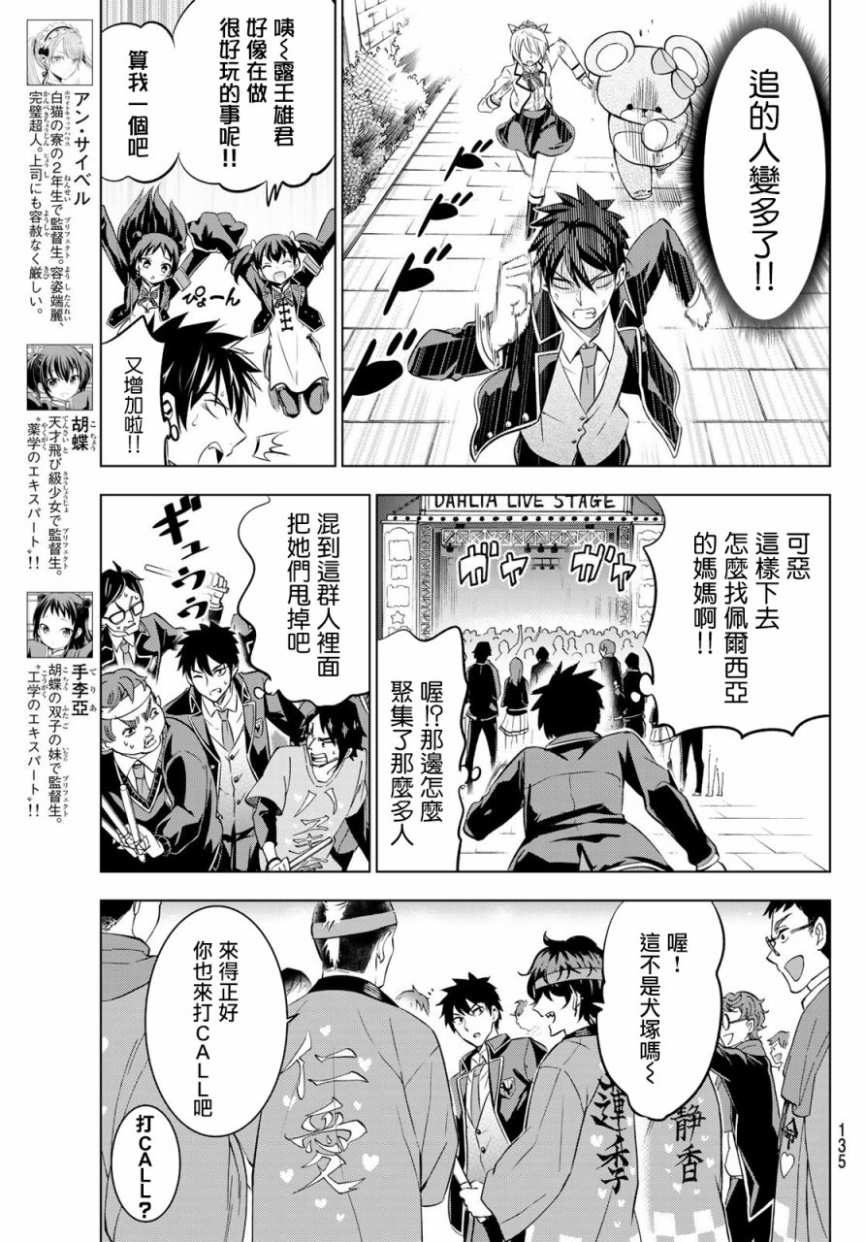 追的人變多了!!
ドドド
咦～露王雄君
好像在做
很好玩的事呢!!
算我一個吧
ぴょーん
又增加啦!!
DAHLIA LIVE STAGE
ガヤ
ガヤ
可惡
這樣下去
怎麼找佩爾西亞
的媽媽啊!!
喔!?那邊怎麼
聚集了那麼多人
混到這群人裡面
把她們甩掉吧
ギュウゥ
喔！
這不是犬塚嗎～
蓮季
靜香
仁愛
來得正好
你也來打CALL吧
打CALL？
アン・サイベル
白猫の寮の2年生で監督生。容姿端麗、
完璧超人。上司にも容赦なく厳しい。
胡蝶
天才飛び級少女で監督生。
“薬学のエキスパート”!!
手李亞
胡蝶の双子の妹で監督生。
“工学のエキスパート”!!
135